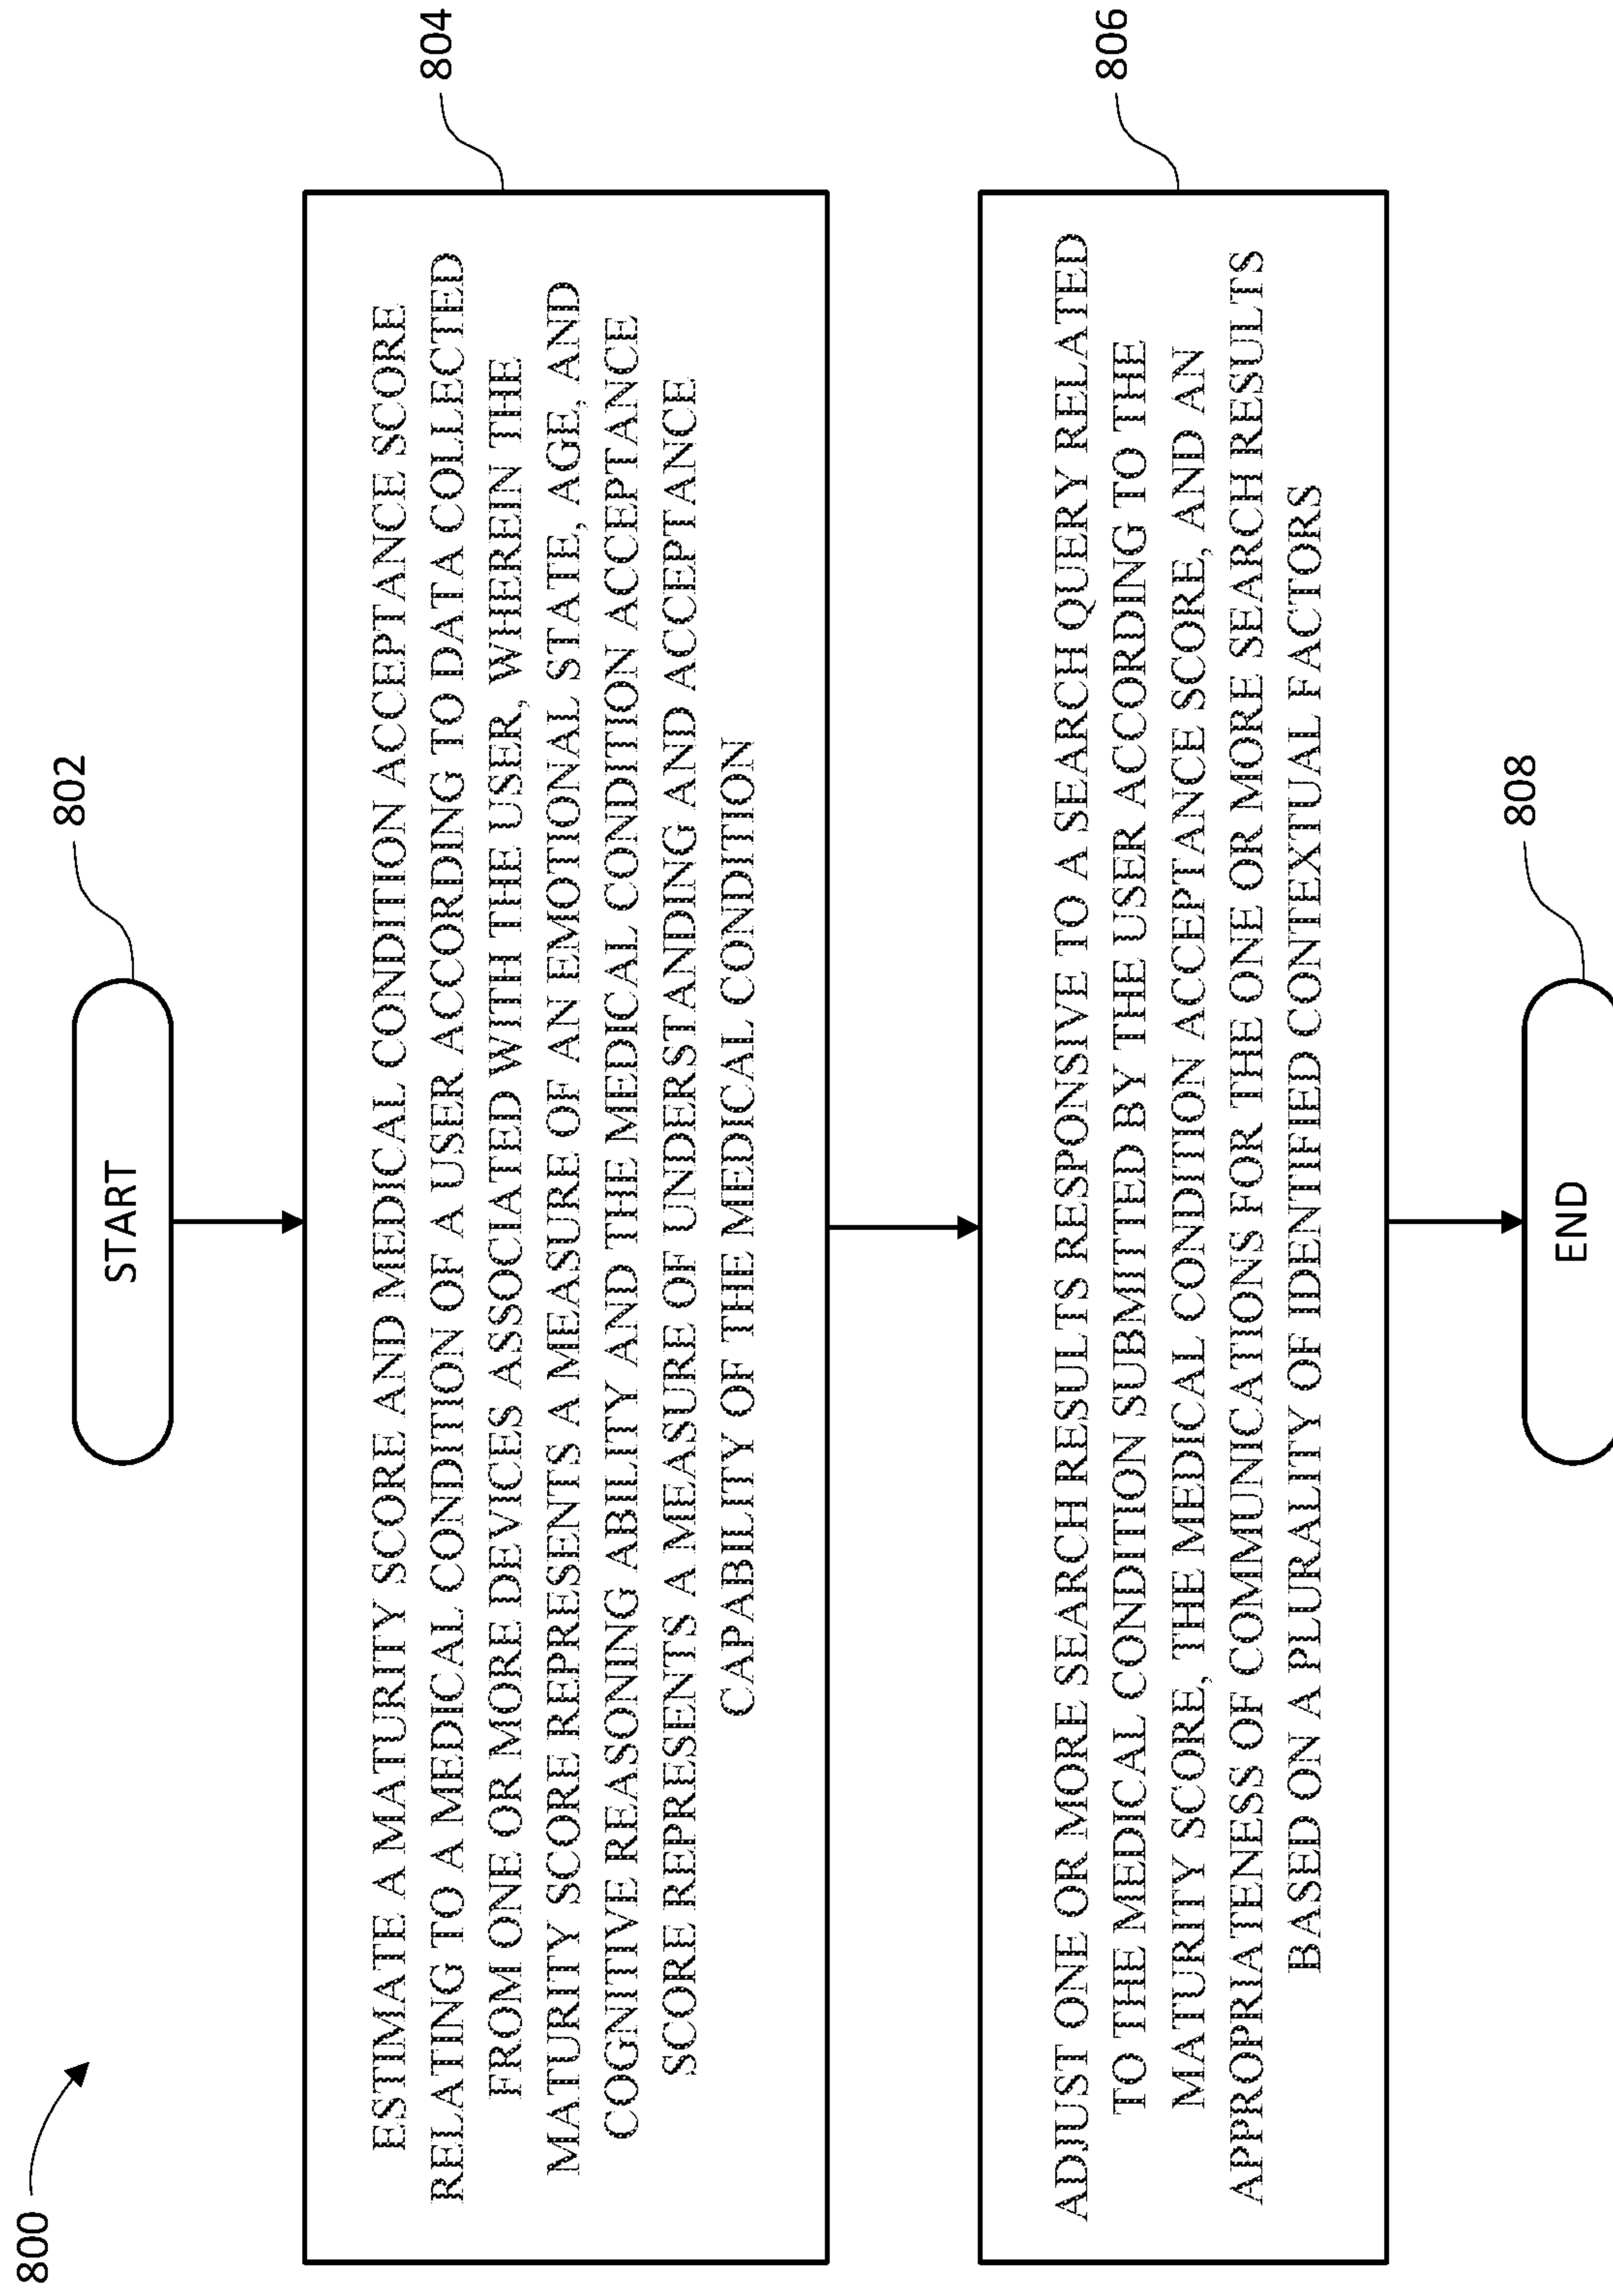 800
802
START
804
ESTIMATE A MATURITY SCORE AND MEDICAL CONDITION ACCEPTANCE SCORE
RELATING TO A MEDICAL CONDITION OF A USER ACCORDING TO DATA COLLECTED
FROM ONE OR MORE DEVICES ASSOCIATED WITH THE USER, WHEREIN THE
MATURITY SCORE REPRESENTS A MEASURE OF AN EMOTIONAL STATE, AGE, AND
COGNITIVE REASONING ABILITY AND THE MEDICAL CONDITION ACCEPTANCE
SCORE REPRESENTS A MEASURE OF UNDERSTANDING AND ACCEPTANCE
CAPABILITY OF THE MEDICAL CONDITION
806
ADJUST ONE OR MORE SEARCH RESULTS RESPONSIVE TO A SEARCH QUERY RELATED
TO THE MEDICAL CONDITION SUBMITTED BY THE USER ACCORDING TO THE
MATURITY SCORE, THE MEDICAL CONDITION ACCEPTANCE SCORE, AND AN
APPROPRIATENESS OF COMMUNICATIONS FOR THE ONE OR MORE SEARCH RESULTS
BASED ON A PLURALITY OF IDENTIFIED CONTEXTUAL FACTORS
808
END